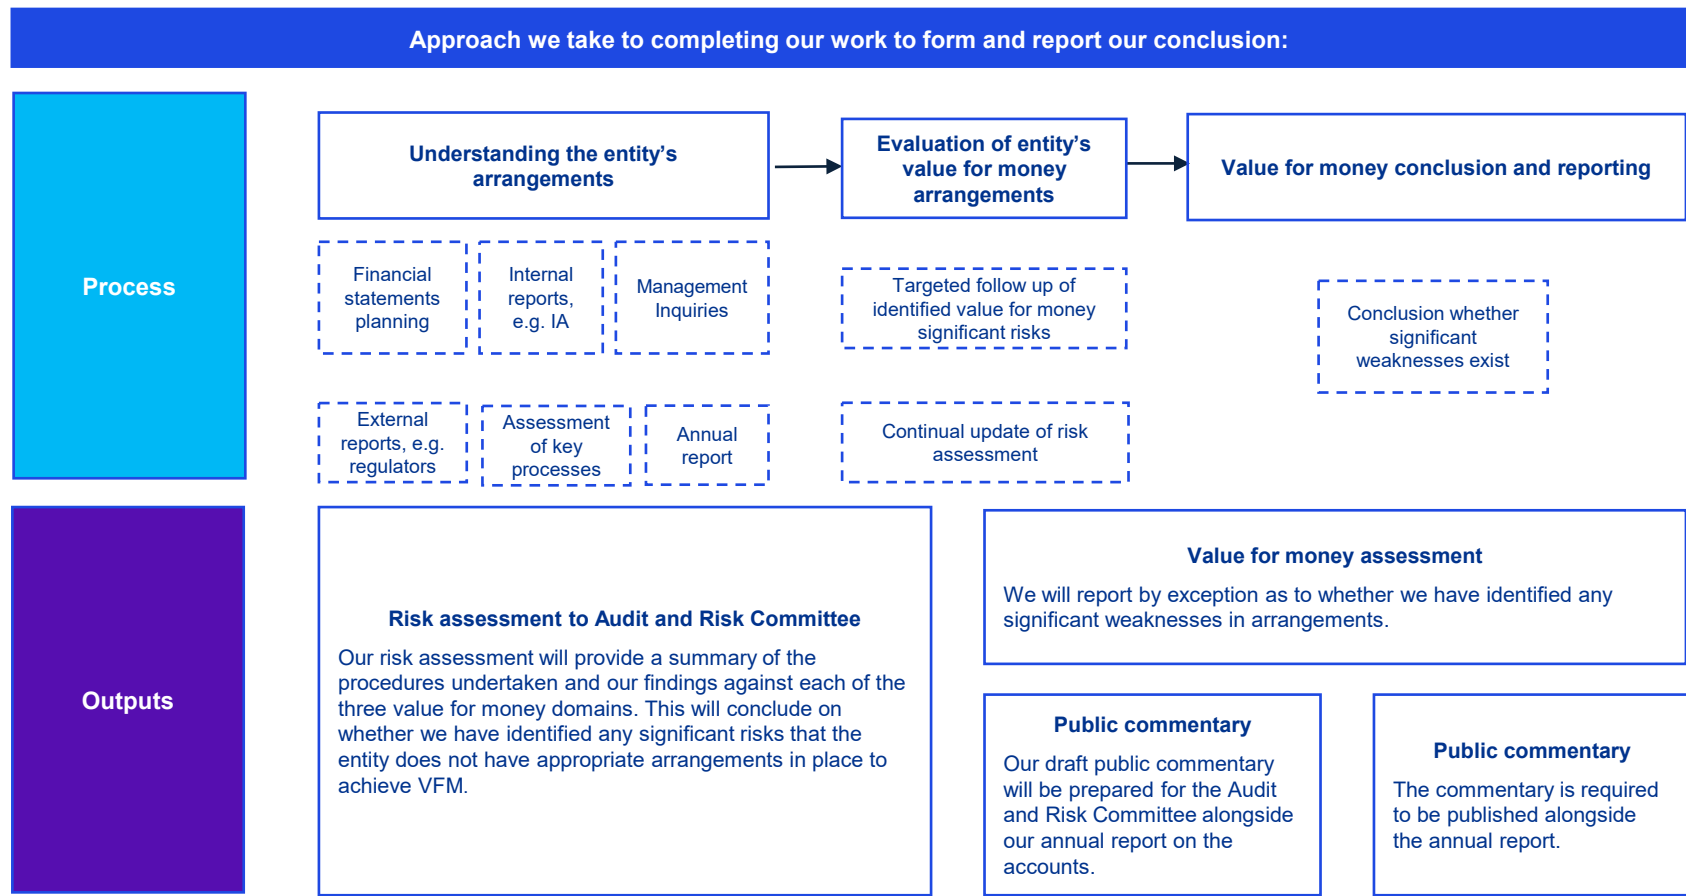 Approach we take to completing our work to form and report our conclusion:
Process
Understanding the entity’s
arrangements
Evaluation of entity’s
value for money
arrangements
Value for money conclusion and reporting
Financial
statements
planning
Internal
reports,
e.g. IA
Management
Inquiries
Targeted follow up of
identified value for money
significant risks
Conclusion whether
significant
weaknesses exist
External
reports, e.g.
regulators
Assessment
of key
processes
Annual
report
Continual update of risk
assessment
Outputs
Risk assessment to Audit and Risk Committee
Our risk assessment will provide a summary of the
procedures undertaken and our findings against each of the
three value for money domains. This will conclude on
whether we have identified any significant risks that the
entity does not have appropriate arrangements in place to
achieve VFM.
Value for money assessment
We will report by exception as to whether we have identified any
significant weaknesses in arrangements.
Public commentary
Our draft public commentary
will be prepared for the Audit
and Risk Committee alongside
our annual report on the
accounts.
Public commentary
The commentary is required
to be published alongside
the annual report.